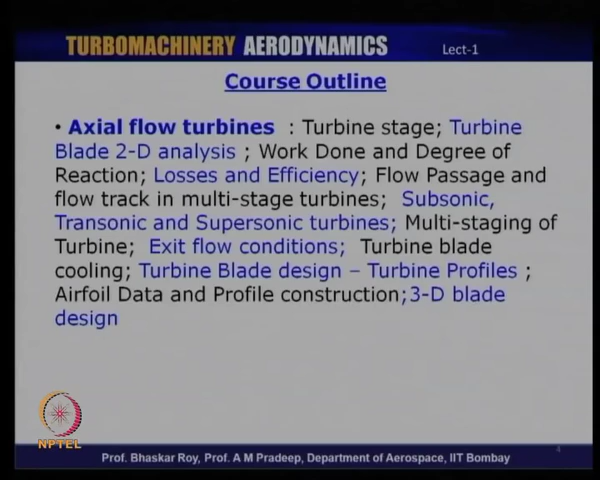 TURBOMACHINERY AERODYNAMICS Lect-1
Course Outline
• Axial flow turbines : Turbine stage; Turbine
Blade 2-D analysis ; Work Done and Degree of
Reaction; Losses and Efficiency; Flow Passage and
flow track in multi-stage turbines; Subsonic,
Transonic and Supersonic turbines; Multi-staging of
Turbine; Exit flow conditions; Turbine blade
cooling; Turbine Blade design – Turbine Profiles ;
Airfoil Data and Profile construction;3-D blade
design
NPTEL
Prof. Bhaskar Roy, Prof. A M Pradeep, Department of Aerospace, IIT Bombay
4